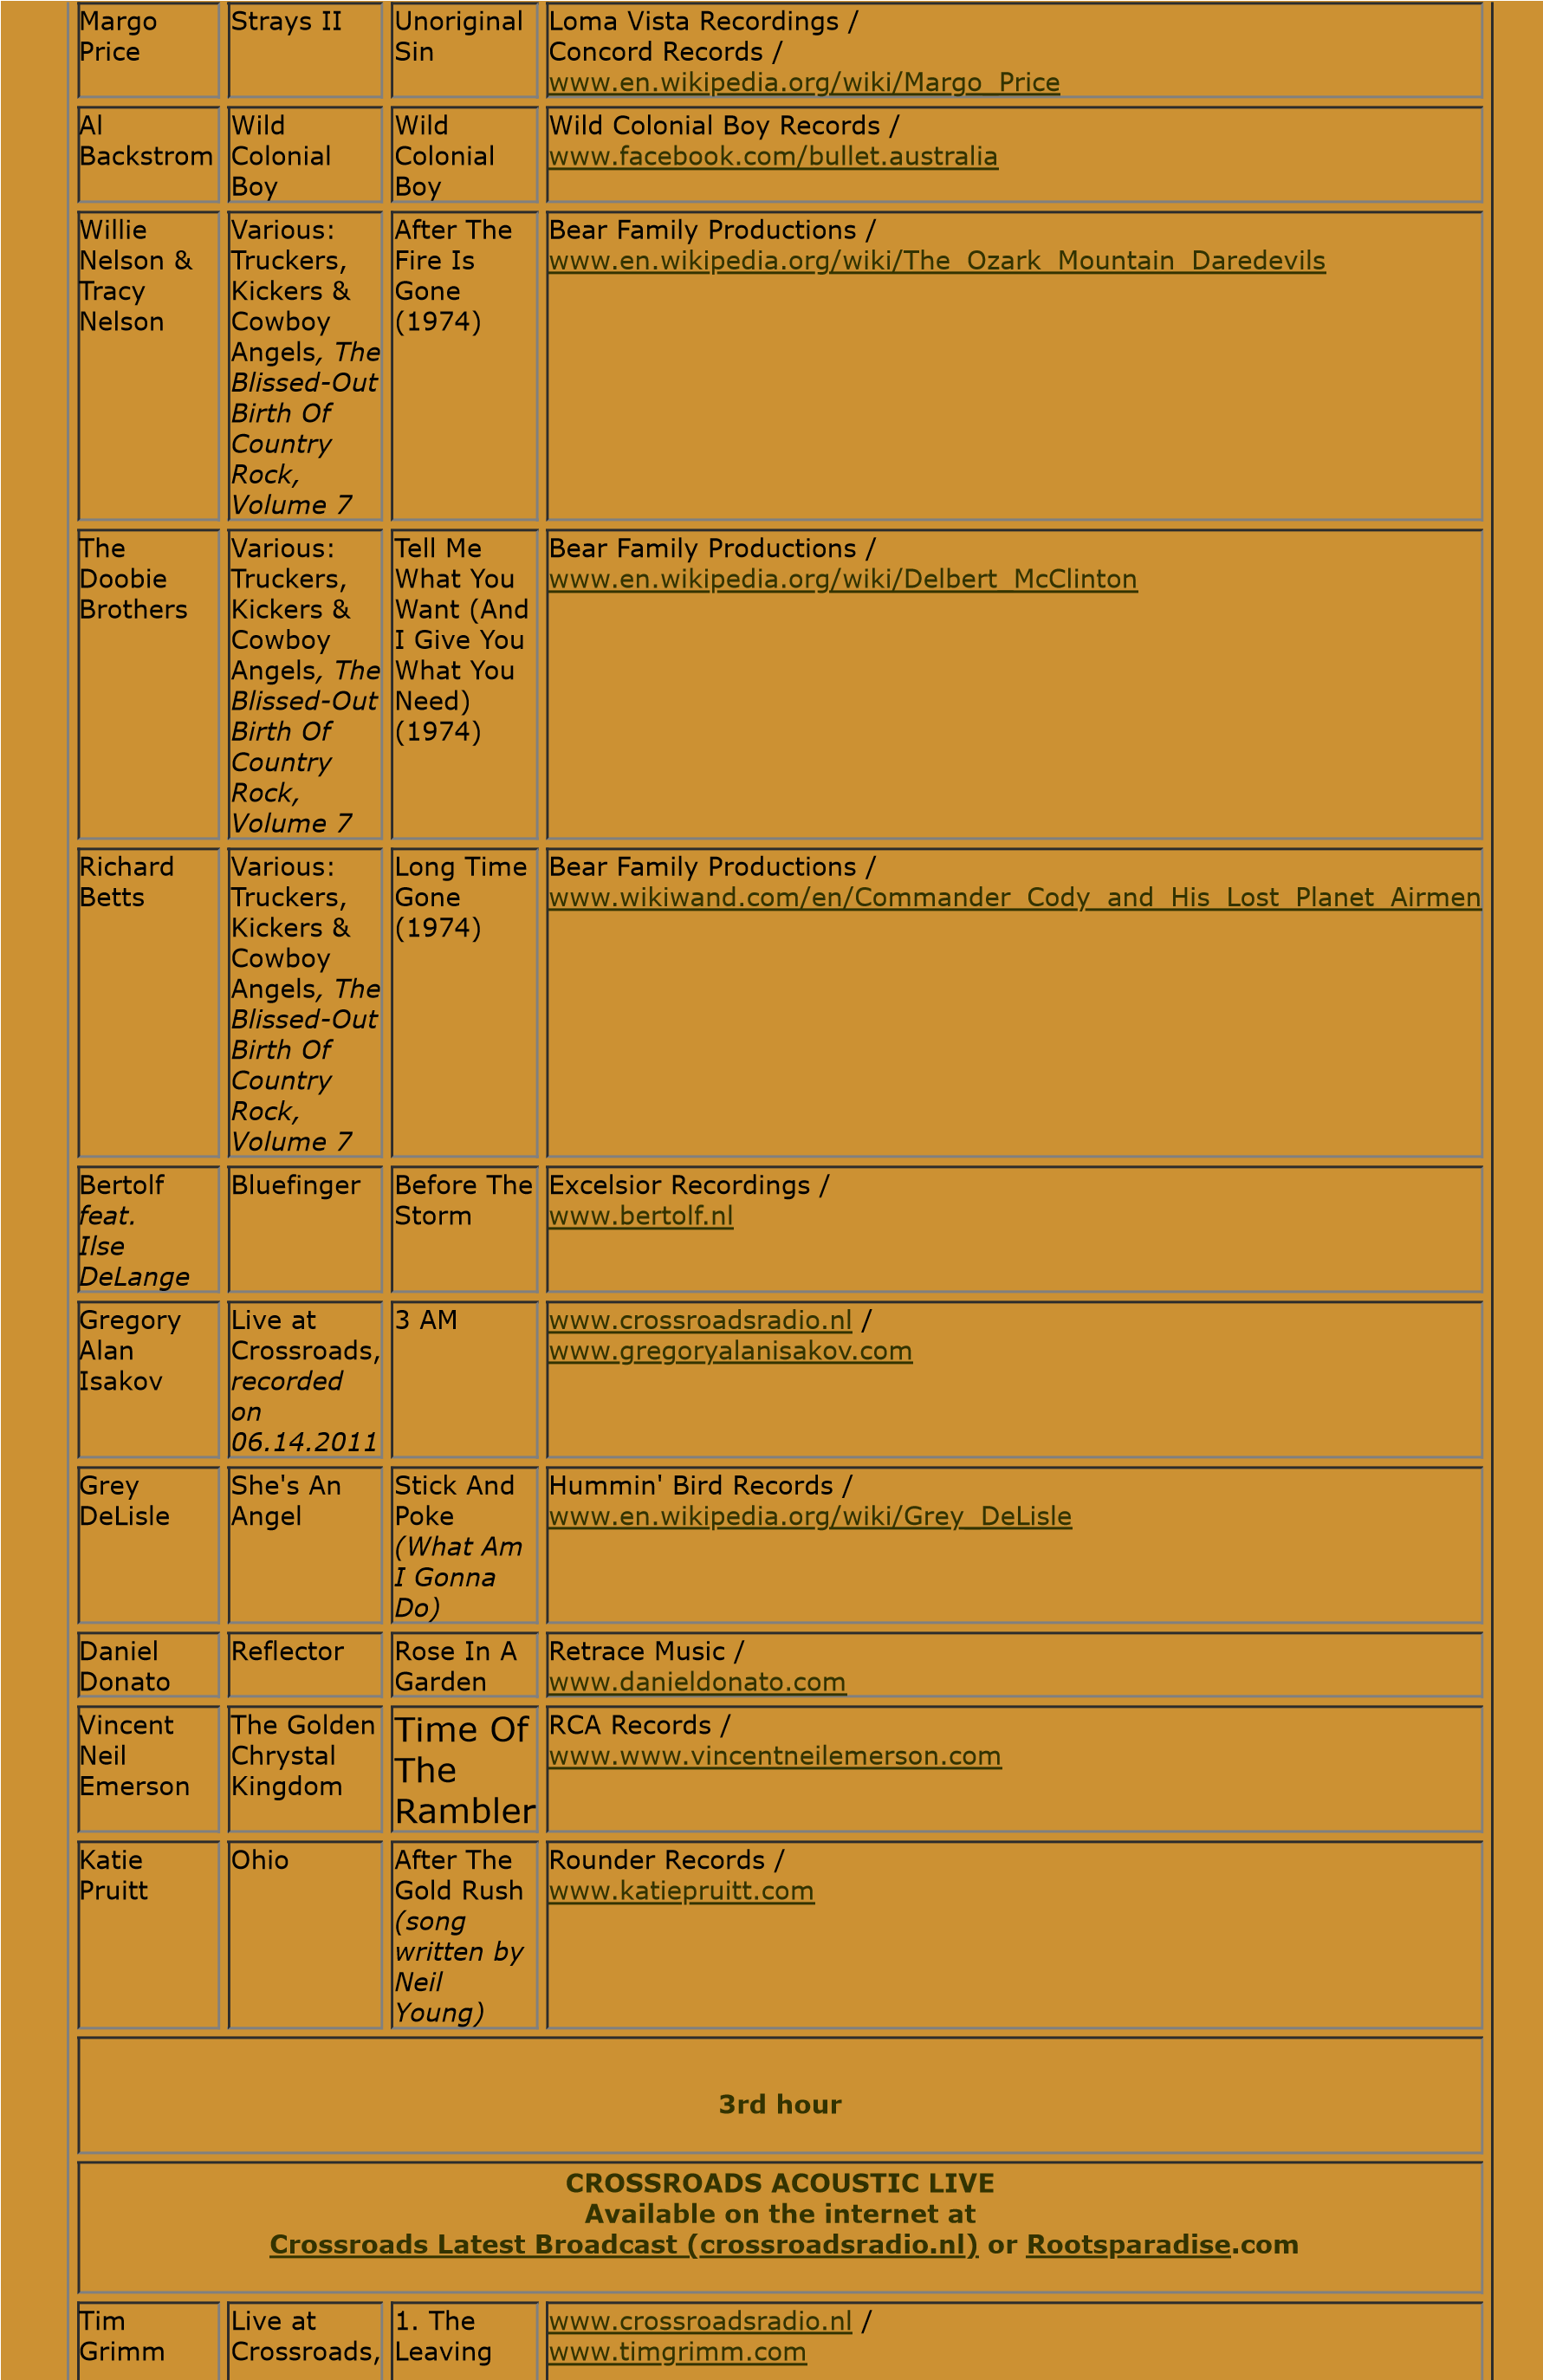 Margo
Price
Strays II
Unoriginal
Sin
Loma Vista Recordings /
Concord Records /
www.en.wikipedia.org/wiki/Margo_Price
Al
Backstrom
Wild
Colonial
Boy
Wild
Colonial
Boy
Wild Colonial Boy Records /
www.facebook.com/bullet.australia
Willie
Nelson &
Tracy
Nelson
Various:
Truckers,
Kickers &
Cowboy
Angels, The
Blissed-Out
Birth Of
Country
Rock,
Volume 7
After The
Fire Is
Gone
(1974)
Bear Family Productions /
www.en.wikipedia.org/wiki/The_Ozark_Mountain_Daredevils
The
Doobie
Brothers
Various:
Truckers,
Kickers &
Cowboy
Angels, The
Blissed-Out
Birth Of
Country
Rock,
Volume 7
Tell Me
What You
Want (And
I Give You
What You
Need)
(1974)
Bear Family Productions /
www.en.wikipedia.org/wiki/Delbert_McClinton
Richard
Betts
Various:
Truckers,
Kickers &
Cowboy
Angels, The
Blissed-Out
Birth Of
Country
Rock,
Volume 7
Long Time
Gone
(1974)
Bear Family Productions /
www.wikiwand.com/en/Commander_Cody_and_His_Lost_Planet_Airmen
Bertolf
feat.
Ilse
DeLange
Bluefinger
Before The
Storm
Excelsior Recordings /
www.bertolf.nl
Gregory
Alan
Isakov
Live at
Crossroads,
recorded
on
06.14.2011
3 AM
www.crossroadsradio.nl /
www.gregoryalanisakov.com
Grey
DeLisle
She's An
Angel
Stick And
Poke
(What Am
I Gonna
Do)
Hummin' Bird Records /
www.en.wikipedia.org/wiki/Grey_DeLisle
Daniel
Donato
Reflector
Rose In A
Garden
Retrace Music /
www.danieldonato.com
Vincent
Neil
Emerson
The Golden
Chrystal
Kingdom
Time Of
The
Rambler
RCA Records /
www.www.vincentneilemerson.com
Katie
Pruitt
Ohio
After The
Gold Rush
(song
written by
Neil
Young)
Rounder Records /
www.katiepruitt.com
3rd hour
CROSSROADS ACOUSTIC LIVE
Available on the internet at
Crossroads Latest Broadcast (crossroadsradio.nl) or Rootsparadise.com
Tim
Grimm
Live at
Crossroads,
1. The
Leaving
www.crossroadsradio.nl /
www.timgrimm.com